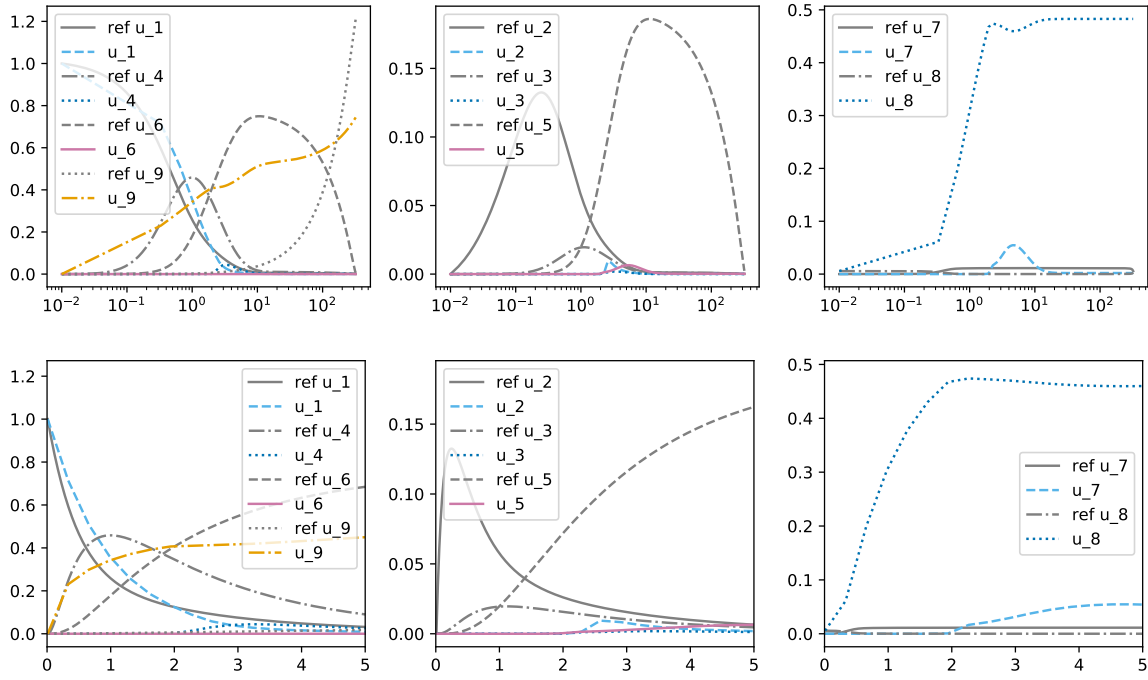 1.2
1.0
0.8
0.6
0.4
0.2
0.0
10⁻²
10⁻¹
10⁰
10¹
10²
ref u_1
u_1
ref u_4
u_4
ref u_6
u_6
ref u_9
u_9
0.15
0.10
0.05
0.00
10⁻²
10⁻¹
10⁰
10¹
10²
ref u_2
u_2
ref u_3
u_3
ref u_5
u_5
0.5
0.4
0.3
0.2
0.1
0.0
10⁻²
10⁻¹
10⁰
10¹
10²
ref u_7
u_7
ref u_8
u_8
1.2
1.0
0.8
0.6
0.4
0.2
0.0
0
1
2
3
4
5
ref u_1
u_1
ref u_4
u_4
ref u_6
u_6
ref u_9
u_9
0.15
0.10
0.05
0.00
0
1
2
3
4
5
ref u_2
u_2
ref u_3
u_3
ref u_5
u_5
0.5
0.4
0.3
0.2
0.1
0.0
0
1
2
3
4
5
ref u_7
u_7
ref u_8
u_8